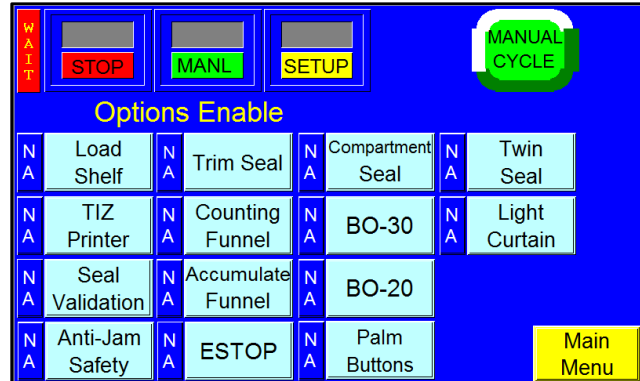 WAIT
STOP
MANL
SETUP
MANUAL
CYCLE
Options Enable
NA
Load
Shelf
NA
Trim Seal
NA
Compartment
Seal
NA
Twin
Seal
NA
TIZ
Printer
NA
Counting
Funnel
NA
BO-30
NA
Light
Curtain
NA
Seal
Validation
NA
Accumulate
Funnel
NA
BO-20
NA
Anti-Jam
Safety
NA
ESTOP
NA
Palm
Buttons
Main
Menu